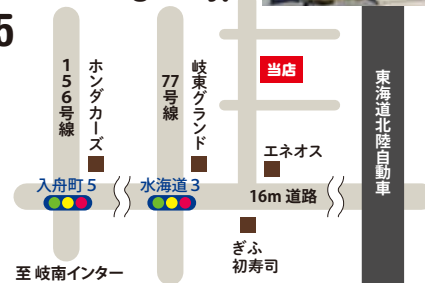 5
156号線
ホンダカーズ
77号線
岐東グランド
当店
東海道北陸自動車
エネオス
入舟町 5
水海道 3
16m 道路
ぎふ
初寿司
至 岐南インター